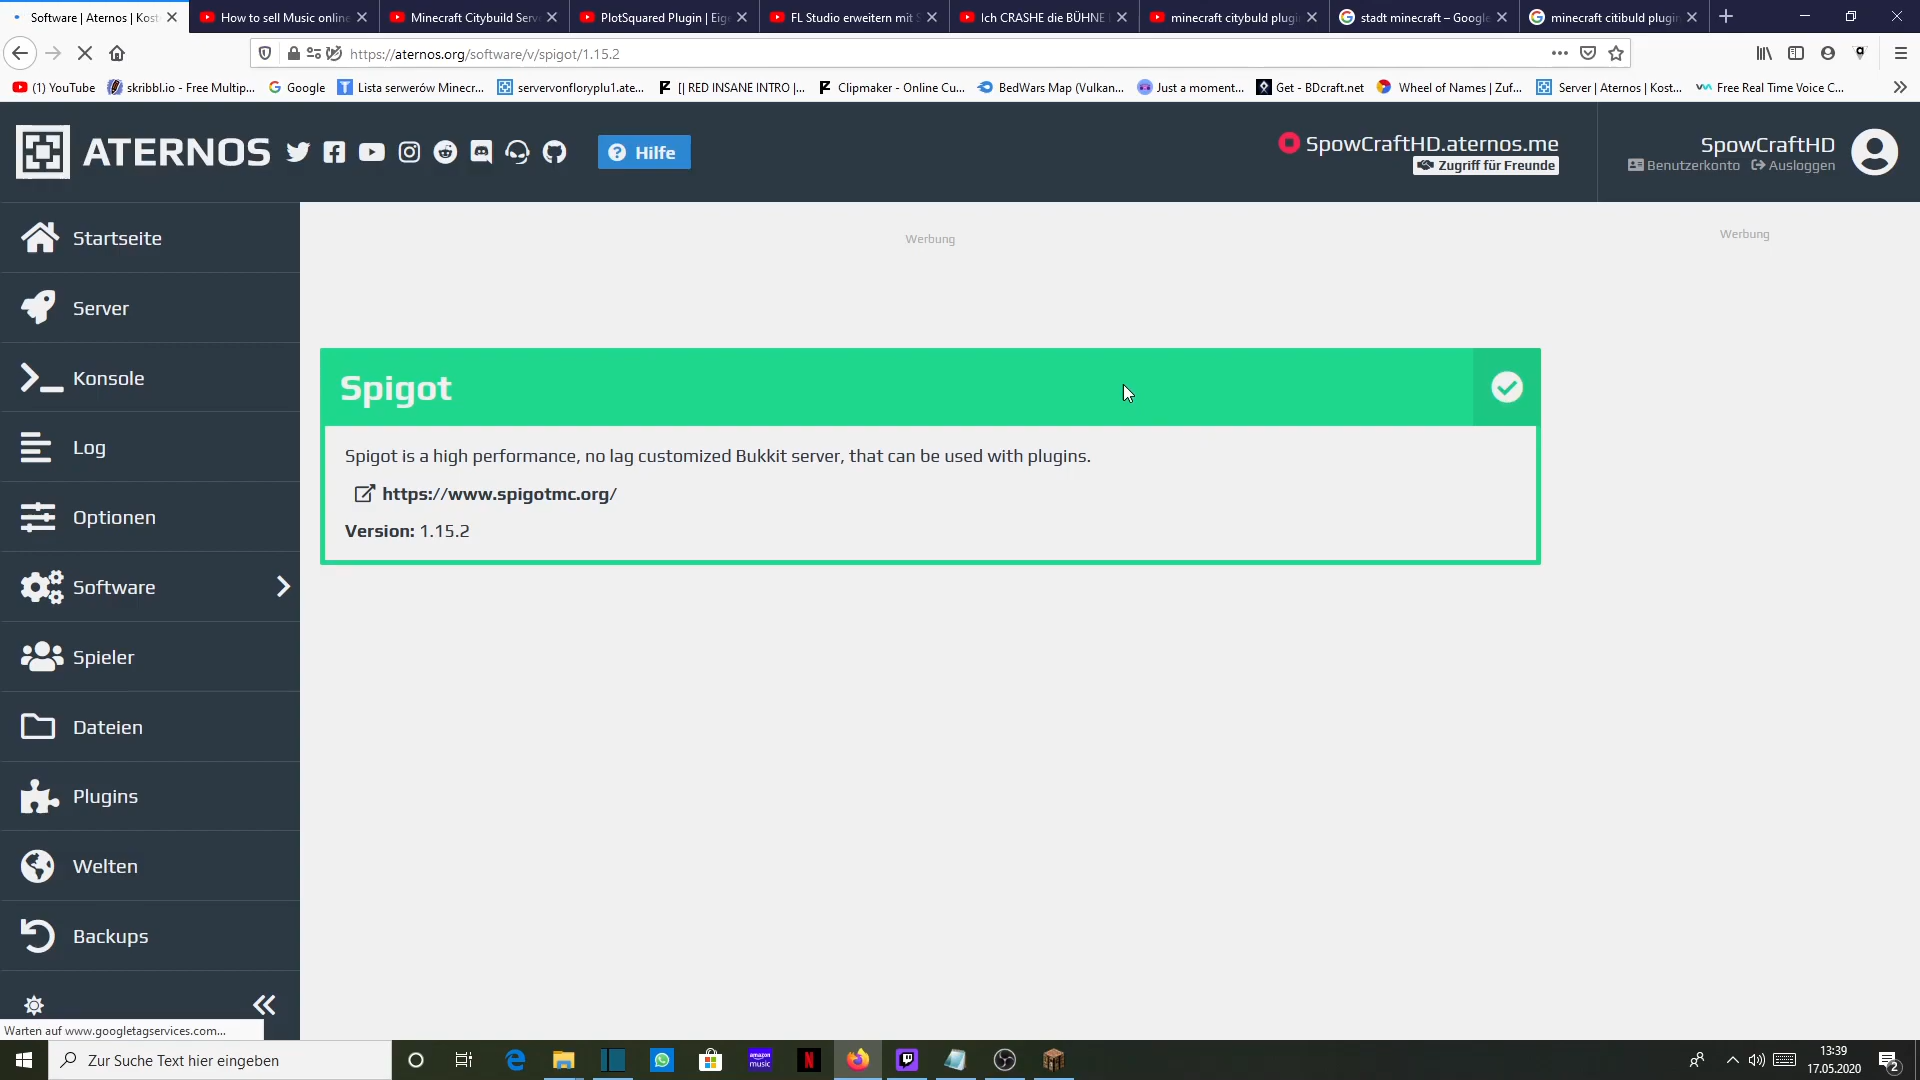 Software | Aternos | Kost
How to sell Music online
Minecraft Citybuild Serve
PlotSquared Plugin | Eige
FL Studio erweitern mit S
Ich CRASHE die BÜHNE
minecraft citybuld plugin
stadt minecraft – Google
minecraft citibuld plugin
https://aternos.org/software/v/spigot/1.15.2
(1) YouTube
skribbl.io - Free Multip...
Google
Lista serwerów Minecr...
servervonfloryplu1.ate...
[| RED INSANE INTRO |...
Clipmaker - Online Cu...
BedWars Map (Vulkan...
Just a moment...
Get - BDcraft.net
Wheel of Names | Zuf...
Server | Aternos | Kost...
Free Real Time Voice C...
ATERNOS
Hilfe
SpowCraftHD.aternos.me
Zugriff für Freunde
SpowCraftHD
Benutzerkonto Ausloggen
Startseite
Server
Konsole
Log
Optionen
Software
Spieler
Dateien
Plugins
Welten
Backups
Werbung
Werbung
Spigot
Spigot is a high performance, no lag customized Bukkit server, that can be used with plugins.
https://www.spigotmc.org/
Version: 1.15.2
Warten auf www.googletagservices.com...
Zur Suche Text hier eingeben
amazon
music
N
13:39
17.05.2020
2